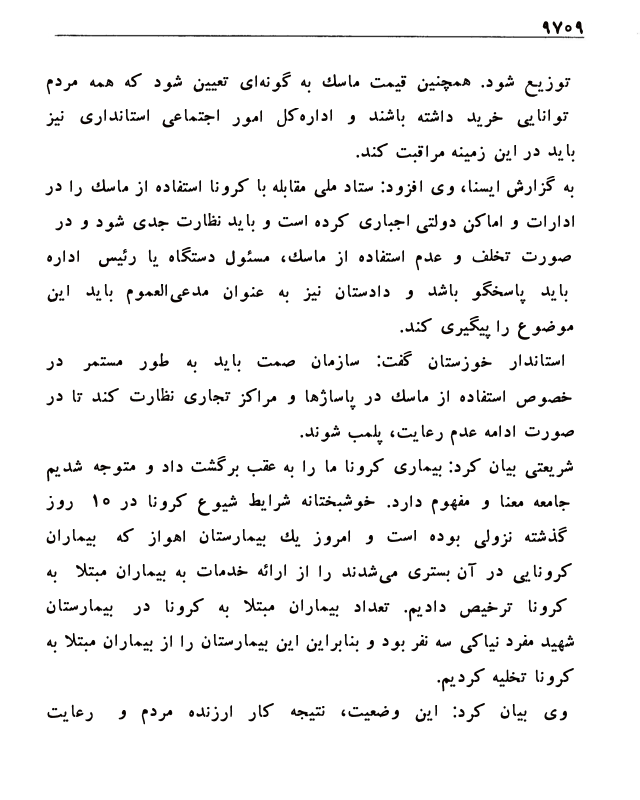 ۹۷۰۹
توزیع شود. همچنین قیمت ماسك به گونه‌ای تعیین شود که همه مردم
توانایی خرید داشته باشند و اداره‌کل امور اجتماعی استانداری نیز
باید در این زمینه مراقبت کند.
به گزارش ایسنا، وی افزود: ستاد ملی مقابله با کرونا استفاده از ماسك را در
ادارات و اماکن دولتی اجباری کرده است و باید نظارت جدی شود و در
صورت تخلف و عدم استفاده از ماسك، مسئول دستگاه یا رئیس اداره
باید پاسخگو باشد و دادستان نیز به عنوان مدعی‌العموم باید این
موضوع را پیگیری کند.
استاندار خوزستان گفت: سازمان صمت باید به طور مستمر در
خصوص استفاده از ماسك در پاساژها و مراکز تجاری نظارت کند تا در
صورت ادامه عدم رعایت، پلمب شوند.
شریعتی بیان کرد: بیماری کرونا ما را به عقب برگشت داد و متوجه شدیم
جامعه معنا و مفهوم دارد. خوشبختانه شرایط شیوع کرونا در ۱۵ روز
گذشته نزولی بوده است و امروز یك بیمارستان اهواز که بیماران
کرونایی در آن بستری می‌شدند را از ارائه خدمات به بیماران مبتلا به
کرونا ترخیص دادیم. تعداد بیماران مبتلا به کرونا در بیمارستان
شهید مفرد نیاکی سه نفر بود و بنابراین این بیمارستان را از بیماران مبتلا به
کرونا تخلیه کردیم.
وی بیان کرد: این وضعیت، نتیجه کار ارزنده مردم و رعایت